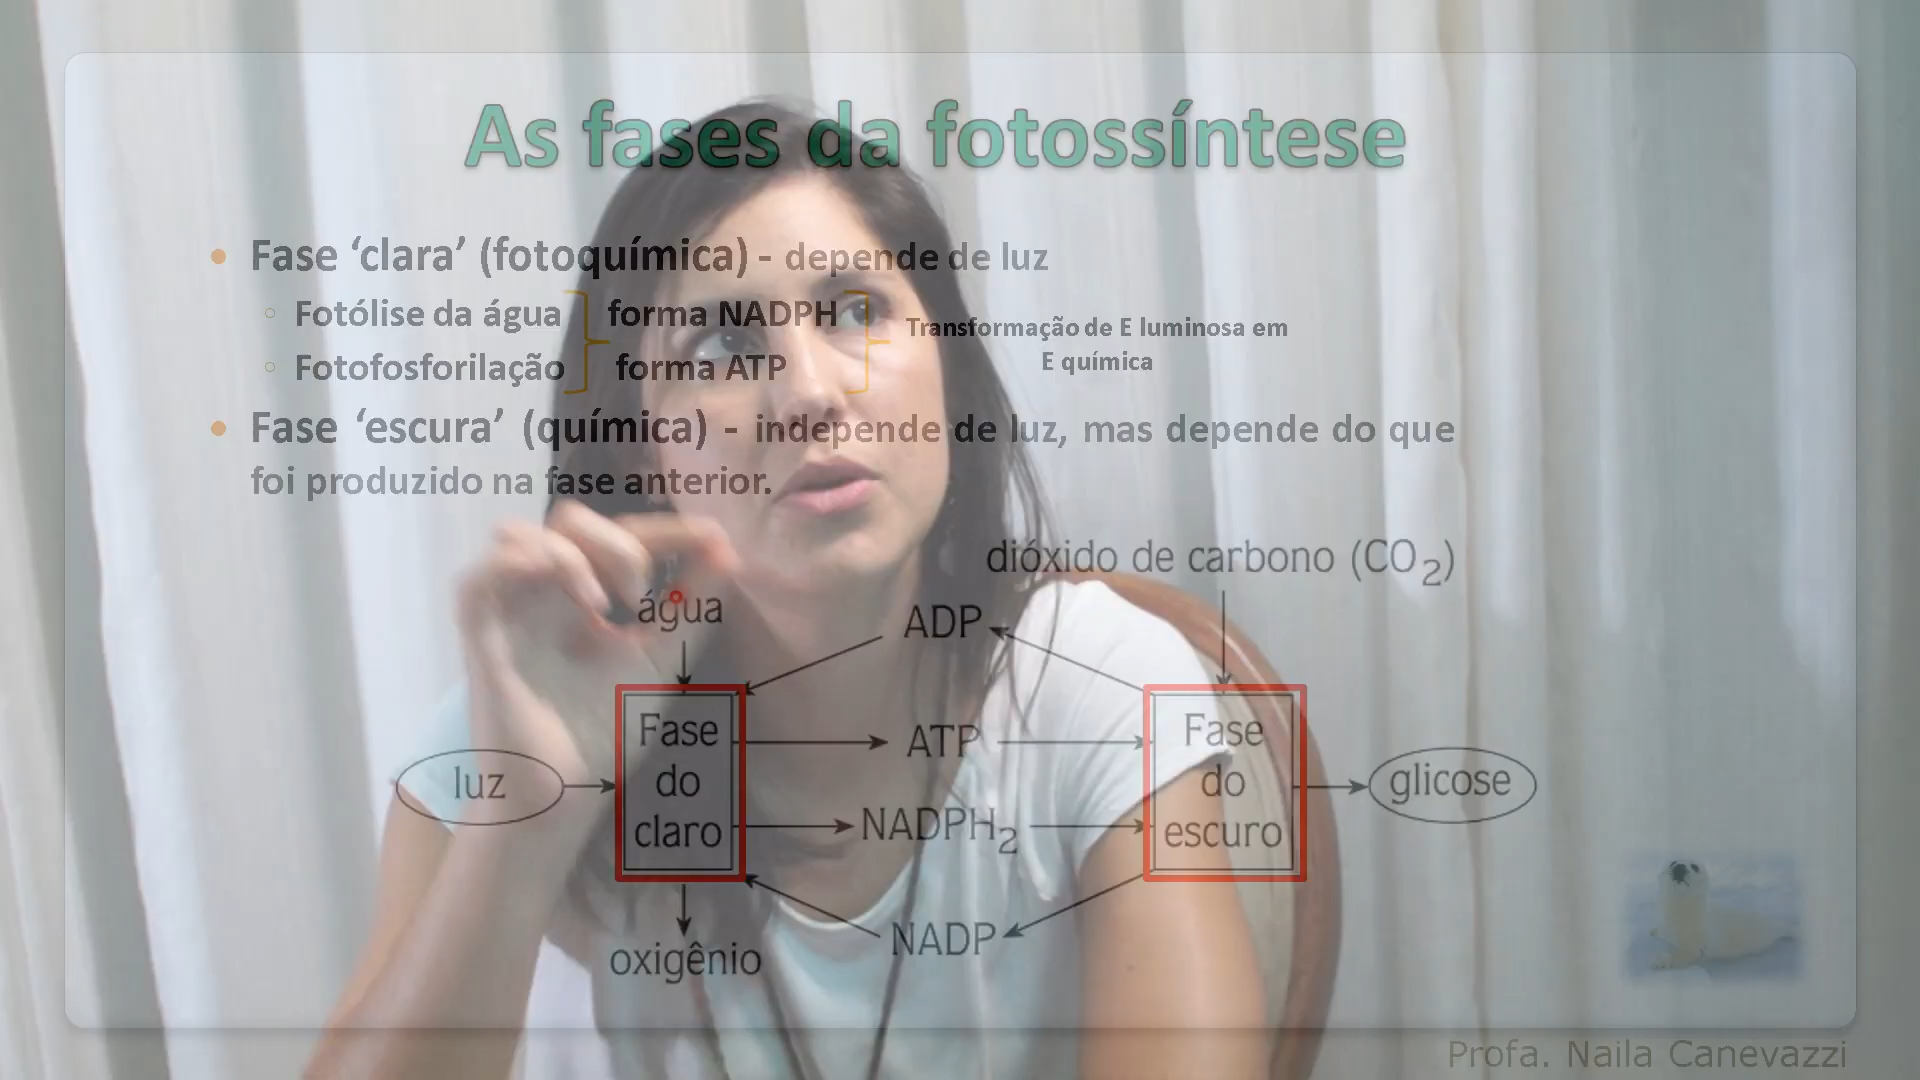 As fases da fotossíntese
• Fase ‘clara’ (fotoquímica) - depende de luz
◦ Fotólise da água forma NADPH
◦ Fotofosforilação forma ATP
Transformação de E luminosa em
E química
• Fase ‘escura’ (química) - independe de luz, mas depende do que
foi produzido na fase anterior.
dióxido de carbono (CO₂)
água
ADP
Fase
do
claro
luz
ATP
NADPH₂
Fase
do
escuro
glicose
NADP
oxigênio
Profa. Naila Canevazzi